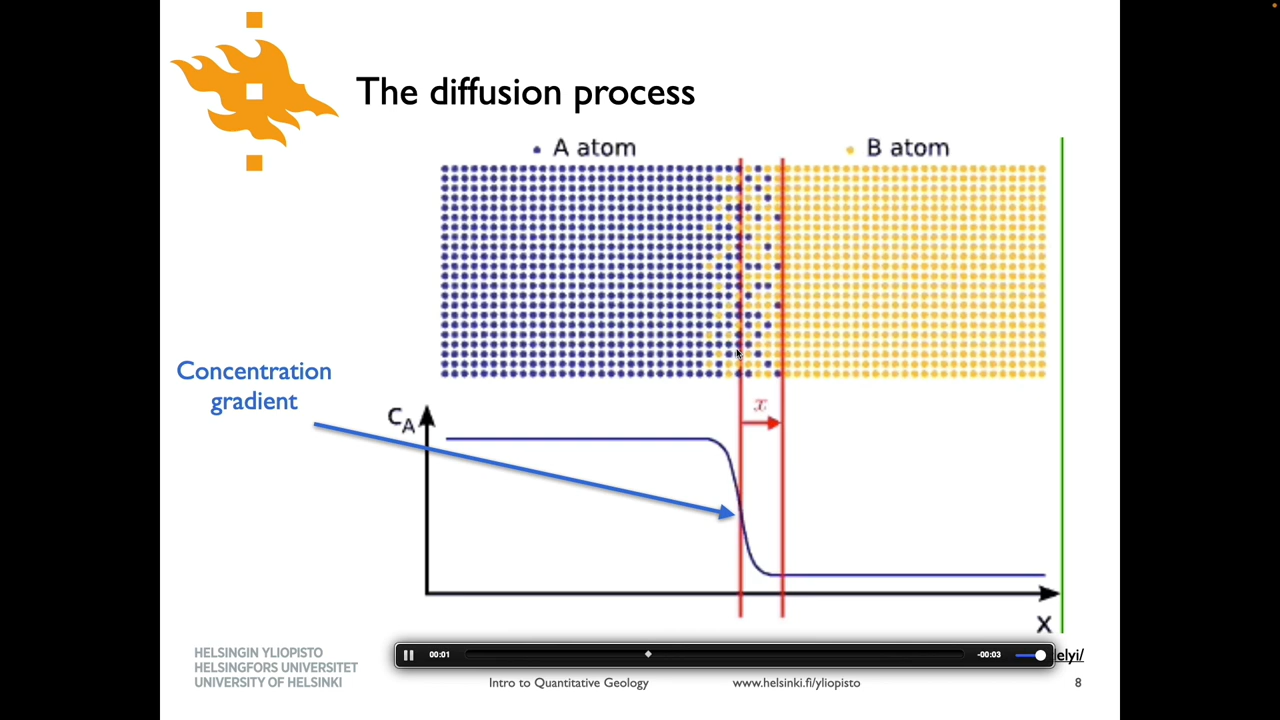 The diffusion process
A atom
B atom
Concentration
gradient
x
C_A
X
00:01
-00:03
elyi/
HELSINGIN YLIOPISTO
HELSINGFORS UNIVERSITET
UNIVERSITY OF HELSINKI
Intro to Quantitative Geology
www.helsinki.fi/yliopisto
8